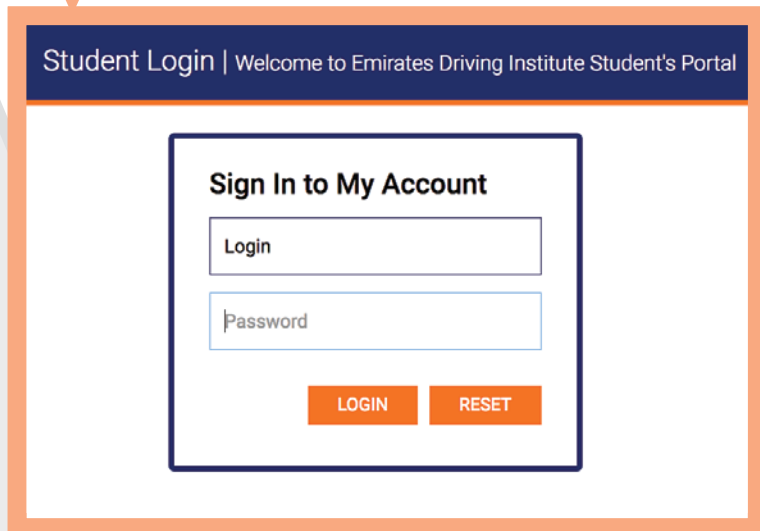 Student Login | Welcome to Emirates Driving Institute Student's Portal
Sign In to My Account
Login
Password
LOGIN RESET